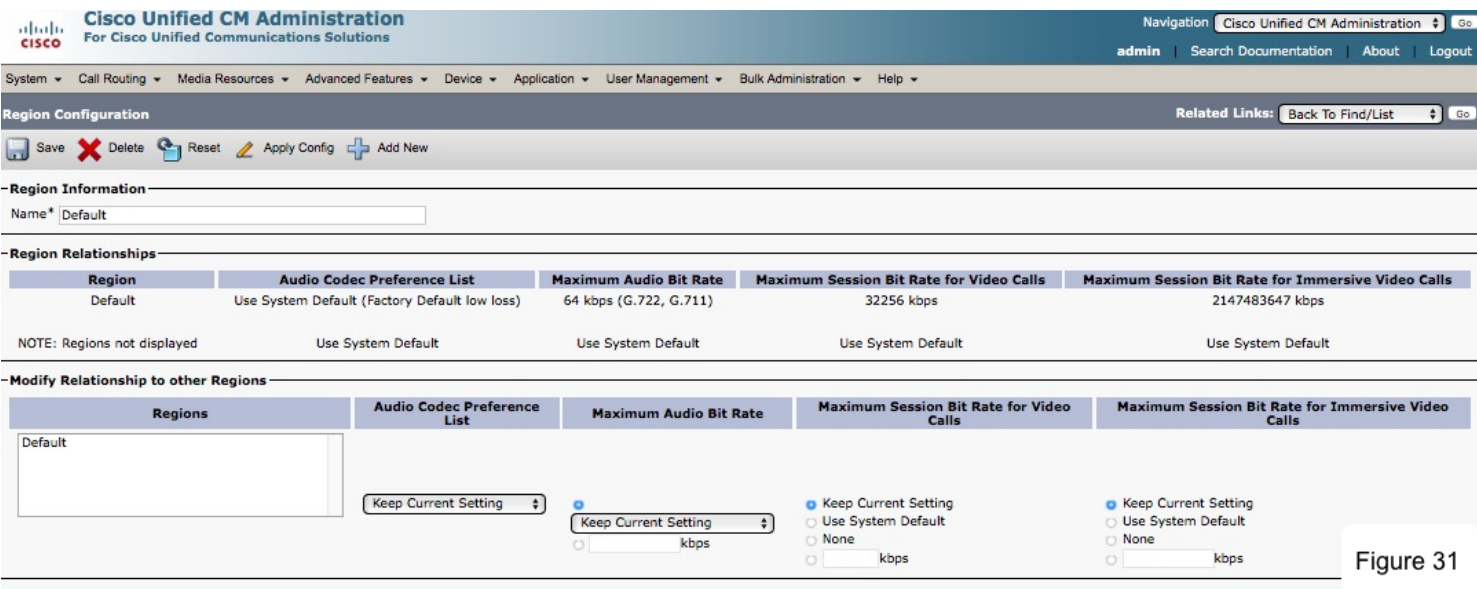 Cisco Unified CM Administration
For Cisco Unified Communications Solutions
CISCO
Navigation Cisco Unified CM Administration Go
admin Search Documentation About Logout
System Call Routing Media Resources Advanced Features Device Application User Management Bulk Administration Help
Region Configuration
Related Links: Back To Find/List Go
Save Delete Reset Apply Config Add New
Region Information
Name* Default
Region Relationships
Region Audio Codec Preference List Maximum Audio Bit Rate Maximum Session Bit Rate for Video Calls Maximum Session Bit Rate for Immersive Video Calls
Default Use System Default (Factory Default low loss) 64 kbps (G.722, G.711) 32256 kbps 2147483647 kbps
NOTE: Regions not displayed Use System Default Use System Default Use System Default Use System Default
Modify Relationship to other Regions
Regions Audio Codec Preference List Maximum Audio Bit Rate Maximum Session Bit Rate for Video Calls Maximum Session Bit Rate for Immersive Video Calls
Default
Keep Current Setting
Keep Current Setting
kbps
Keep Current Setting
Use System Default
None
kbps
Keep Current Setting
Use System Default
None
kbps
Figure 31